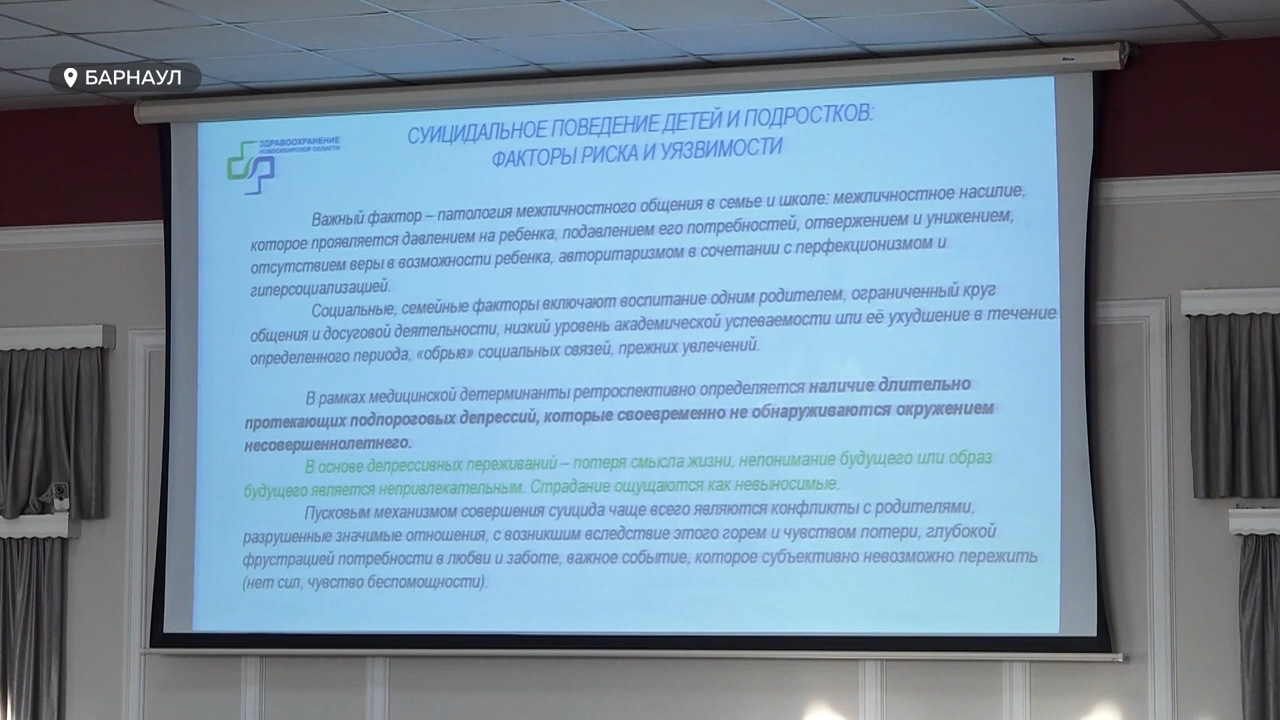 БАРНАУЛ
ЗДРАВООХРАНЕНИЕ
НОВОСИБИРСКОЙ ОБЛАСТИ
СУИЦИДАЛЬНОЕ ПОВЕДЕНИЕ ДЕТЕЙ И ПОДРОСТКОВ:
ФАКТОРЫ РИСКА И УЯЗВИМОСТИ
Важный фактор – патология межличностного общения в семье и школе: межличностное насилие,
которое проявляется давлением на ребенка, подавлением его потребностей, отвержением и унижением,
отсутствием веры в возможности ребенка, авторитаризмом в сочетании с перфекционизмом и
гиперсоциализацией.
Социальные, семейные факторы включают воспитание одним родителем, ограниченный круг
общения и досуговой деятельности, низкий уровень академической успеваемости или её ухудшение в течение
определенного периода, «обрыв» социальных связей, прежних увлечений.
В рамках медицинской детерминанты ретроспективно определяется наличие длительно
протекающих подпороговых депрессий, которые своевременно не обнаруживаются окружением
несовершеннолетнего.
В основе депрессивных переживаний – потеря смысла жизни, непонимание будущего или образ
будущего является непривлекательным. Страдание ощущаются как невыносимые.
Пусковым механизмом совершения суицида чаще всего являются конфликты с родителями,
разрушенные значимые отношения, с возникшим вследствие этого горем и чувством потери, глубокой
фрустрацией потребности в любви и заботе, важное событие, которое субъективно невозможно пережить
(нет сил, чувство беспомощности).